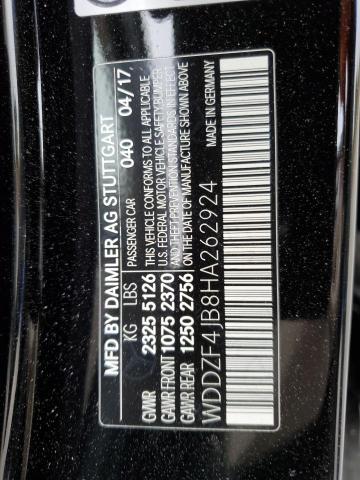 MFD BY DAIMLER AG STUTTGART
KG LBS PASSENGER CAR 040 04/17
GVWR 2325 5126 THIS VEHICLE CONFORMS TO ALL APPLICABLE
GAWR FRONT 1075 2370 U.S. FEDERAL MOTOR VEHICLE SAFETY/BUMPER/
GAWR REAR 1250 2756 AND THEFT PREVENTION STANDARDS IN EFFECT
ON THE DATE OF MANUFACTURE SHOWN ABOVE
WDDZF4JB8HA262924 MADE IN GERMANY